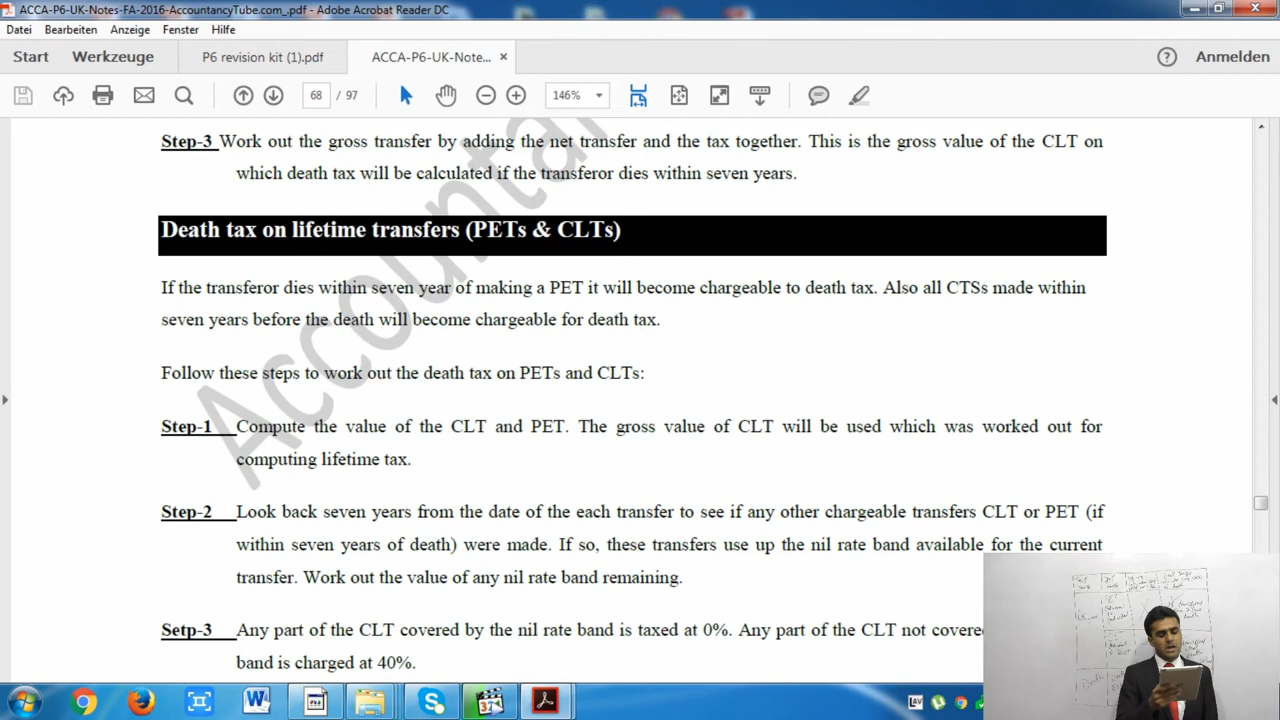 ACCA-P6-UK-Notes-FA-2016-AccountancyTube.com_.pdf - Adobe Acrobat Reader DC
Datei Bearbeiten Anzeige Fenster Hilfe
Start Werkzeuge P6 revision kit (1).pdf ACCA-P6-UK-Note... × ? Anmelden
68 / 97 146%
Step-3 Work out the gross transfer by adding the net transfer and the tax together. This is the gross value of the CLT on
which death tax will be calculated if the transferor dies within seven years.
Death tax on lifetime transfers (PETs & CLTs)
If the transferor dies within seven year of making a PET it will become chargeable to death tax. Also all CTSs made within
seven years before the death will become chargeable for death tax.
Follow these steps to work out the death tax on PETs and CLTs:
Step-1 Compute the value of the CLT and PET. The gross value of CLT will be used which was worked out for
computing lifetime tax.
Step-2 Look back seven years from the date of the each transfer to see if any other chargeable transfers CLT or PET (if
within seven years of death) were made. If so, these transfers use up the nil rate band available for the current
transfer. Work out the value of any nil rate band remaining.
Setp-3 Any part of the CLT covered by the nil rate band is taxed at 0%. Any part of the CLT not covere
band is charged at 40%.
Accountan
LAV